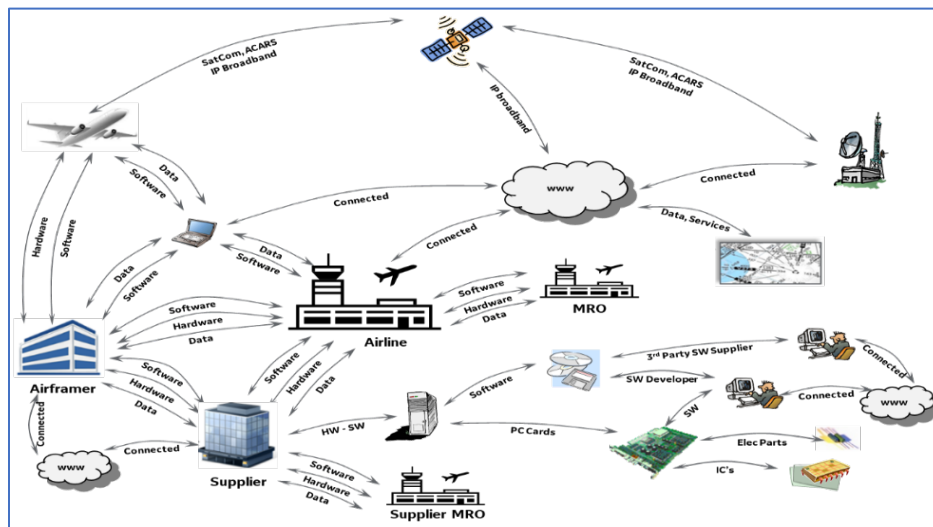 SatCom, ACARS
IP Broadband
SatCom, ACARS
IP Broadband
IP broadband
Data
Software
www
Connected
Connected
Connected
Data, Services
Hardware
Software
Data
Software
Data
Software
Software
Hardware
Data
MRO
Software
Hardware
Data
Airline
Airframer
Software
Hardware
Data
Software
Hardware
Data
3rd Party SW Supplier
Connected
SW Developer
Software
Connected
www
Connected
Connected
www
HW - SW
PC Cards
SW
Elec Parts
IC's
Supplier
Software
Hardware
Data
Supplier MRO